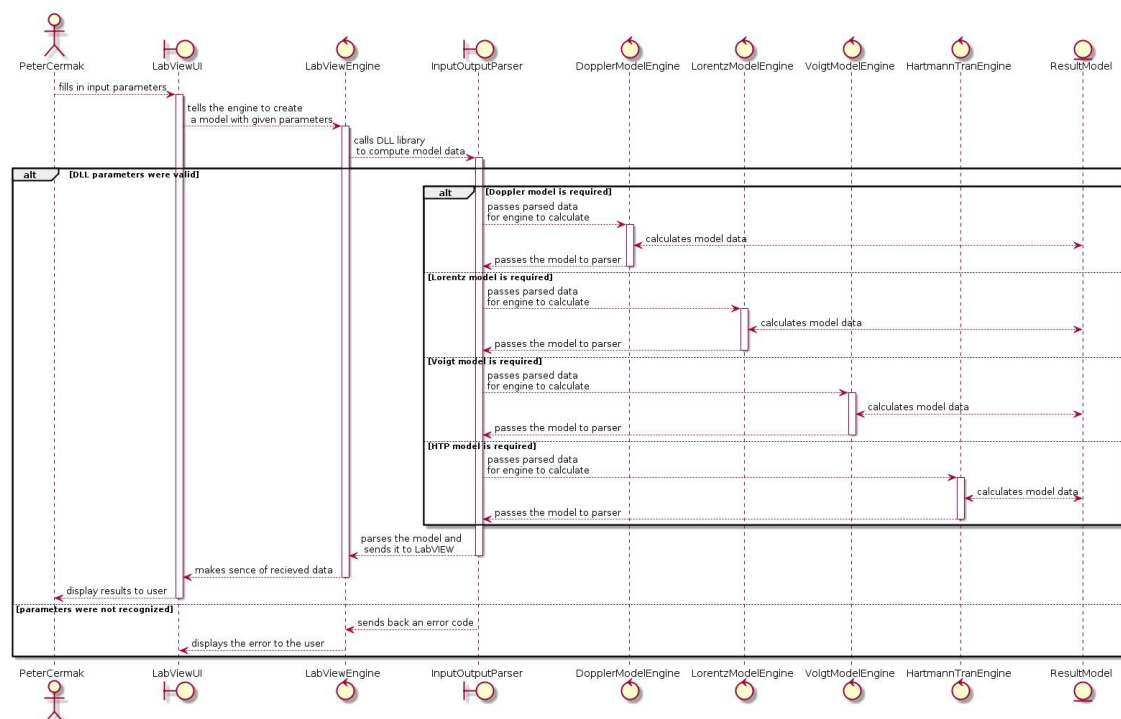 PeterCermak LabViewUI LabViewEngine InputOutputParser DopplerModelEngine LorentzModelEngine VoigtModelEngine HartmannTranEngine ResultModel
fills in input parameters
tells the engine to create
a model with given parameters
calls DLL library
to compute model data
alt [DLL parameters were valid]
alt [Doppler model is required]
passes parsed data
for engine to calculate
calculates model data
passes the model to parser
[Lorentz model is required]
passes parsed data
for engine to calculate
calculates model data
passes the model to parser
[Voigt model is required]
passes parsed data
for engine to calculate
calculates model data
passes the model to parser
[HTP model is required]
passes parsed data
for engine to calculate
calculates model data
passes the model to parser
parses the model and
sends it to LabVIEW
makes sence of recieved data
display results to user
[parameters were not recognized]
sends back an error code
displays the error to the user
PeterCermak LabViewUI LabViewEngine InputOutputParser DopplerModelEngine LorentzModelEngine VoigtModelEngine HartmannTranEngine ResultModel